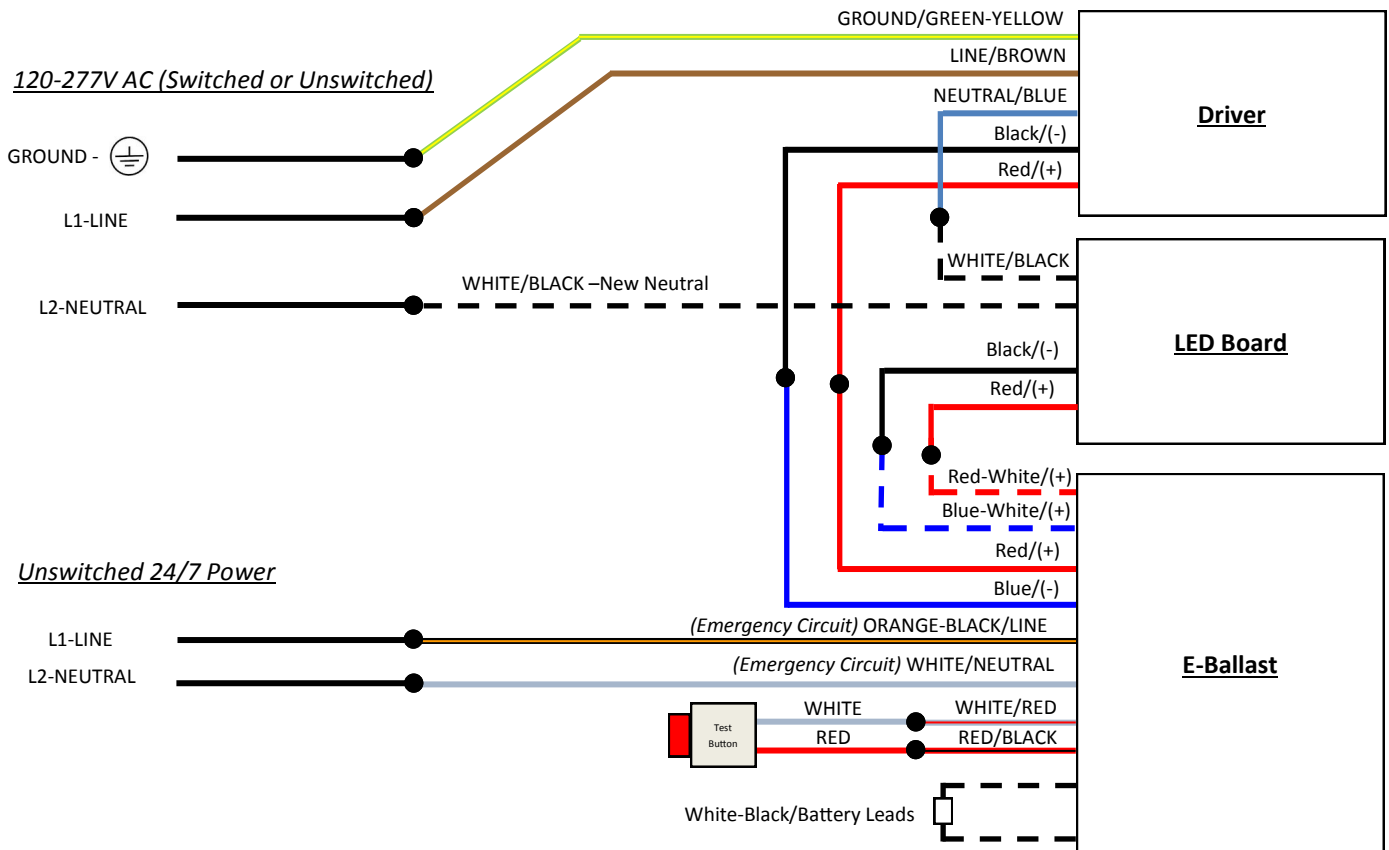 GROUND/GREEN-YELLOW
LINE/BROWN
120-277V AC (Switched or Unswitched)
NEUTRAL/BLUE
Driver
Black/(-)
GROUND -
Red/(+)
L1-LINE
WHITE/BLACK
WHITE/BLACK –New Neutral
L2-NEUTRAL
LED Board
Black/(-)
Red/(+)
Red-White/(+)
Blue-White/(+)
Red/(+)
Unswitched 24/7 Power
Blue/(-)
(Emergency Circuit) ORANGE-BLACK/LINE
L1-LINE
(Emergency Circuit) WHITE/NEUTRAL
E-Ballast
L2-NEUTRAL
WHITE
WHITE/RED
Test
Button
RED
RED/BLACK
White-Black/Battery Leads